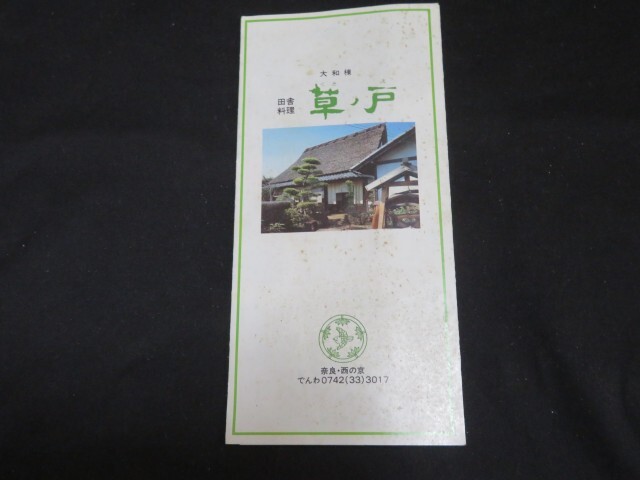 大和棟
田舎
料理
草ノ戸
奈良・西の京
でんわ0742(33)3017